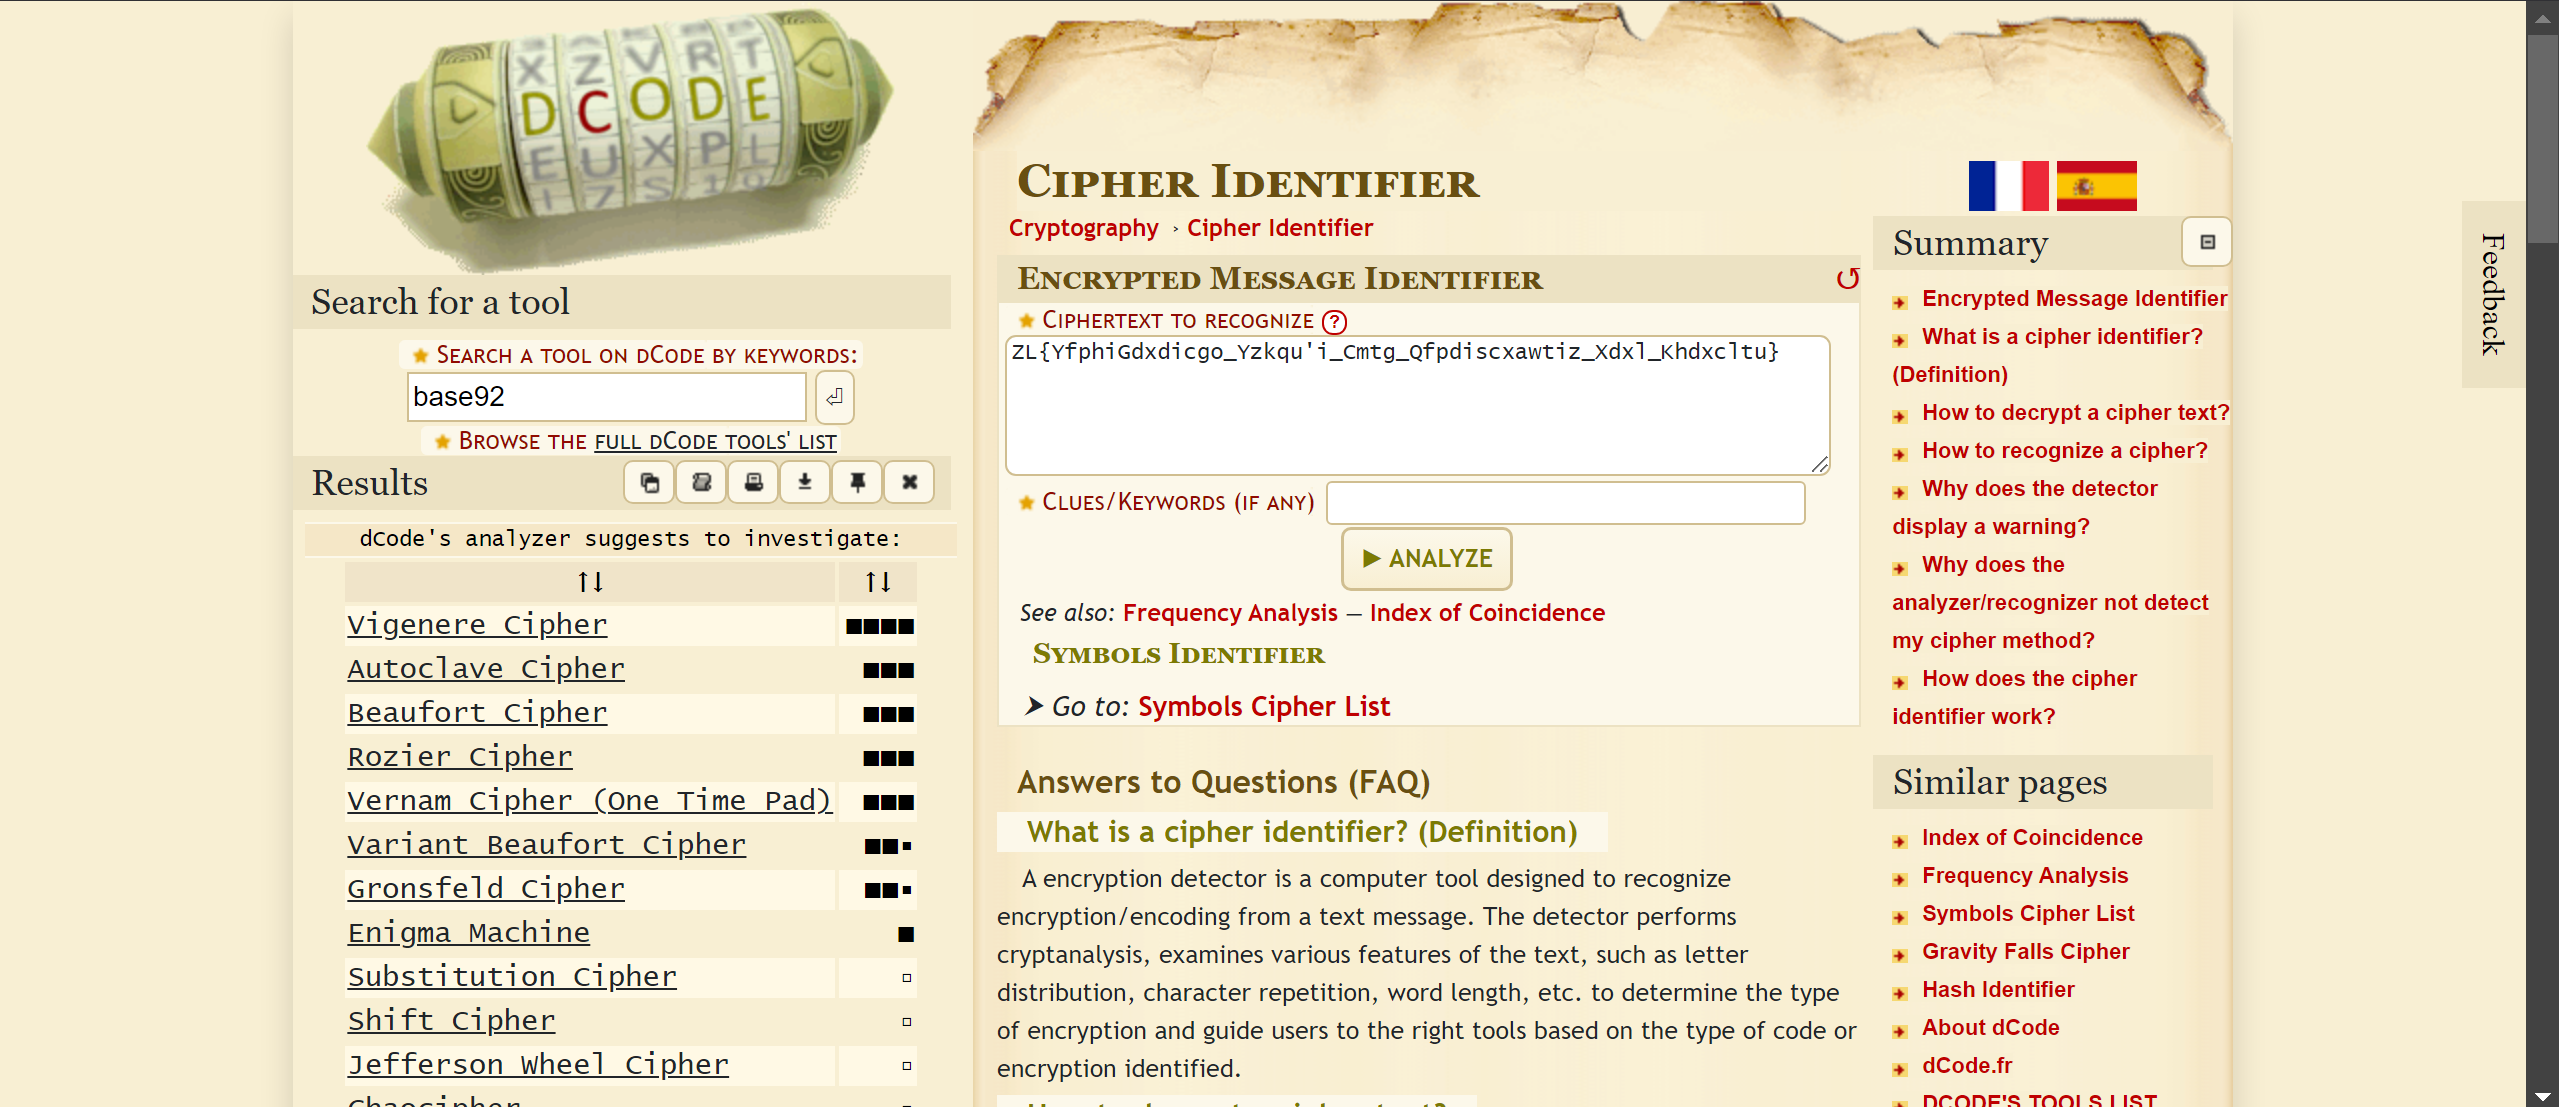 X Z V R T
D C O D E
E U X P L
I 7 S 1 9
Search for a tool
Search a tool on dCode by keywords:
base92
Browse the full dCode tools' list
Results
dCode's analyzer suggests to investigate:
↑↓ ↑↓
Vigenere Cipher ■■■■
Autoclave Cipher ■■■
Beaufort Cipher ■■■
Rozier Cipher ■■■
Vernam Cipher (One Time Pad) ■■■
Variant Beaufort Cipher ■■▪
Gronsfeld Cipher ■■▪
Enigma Machine ■
Substitution Cipher ▫
Shift Cipher ▫
Jefferson Wheel Cipher ▫
Chaocipher
Cipher Identifier
Cryptography › Cipher Identifier
Encrypted Message Identifier
Ciphertext to recognize ?
ZL{YfphiGdxdicgo_Yzkqu'i_Cmtg_Qfpdiscxawtiz_Xdxl_Khdxcltu}
Clues/Keywords (if any)
▶ ANALYZE
See also: Frequency Analysis — Index of Coincidence
Symbols Identifier
➤ Go to: Symbols Cipher List
Answers to Questions (FAQ)
What is a cipher identifier? (Definition)
A encryption detector is a computer tool designed to recognize
encryption/encoding from a text message. The detector performs
cryptanalysis, examines various features of the text, such as letter
distribution, character repetition, word length, etc. to determine the type
of encryption and guide users to the right tools based on the type of code or
encryption identified.
Summary
Encrypted Message Identifier
What is a cipher identifier?
(Definition)
How to decrypt a cipher text?
How to recognize a cipher?
Why does the detector
display a warning?
Why does the
analyzer/recognizer not detect
my cipher method?
How does the cipher
identifier work?
Similar pages
Index of Coincidence
Frequency Analysis
Symbols Cipher List
Gravity Falls Cipher
Hash Identifier
About dCode
dCode.fr
DCODE'S TOOLS LIST
Feedback